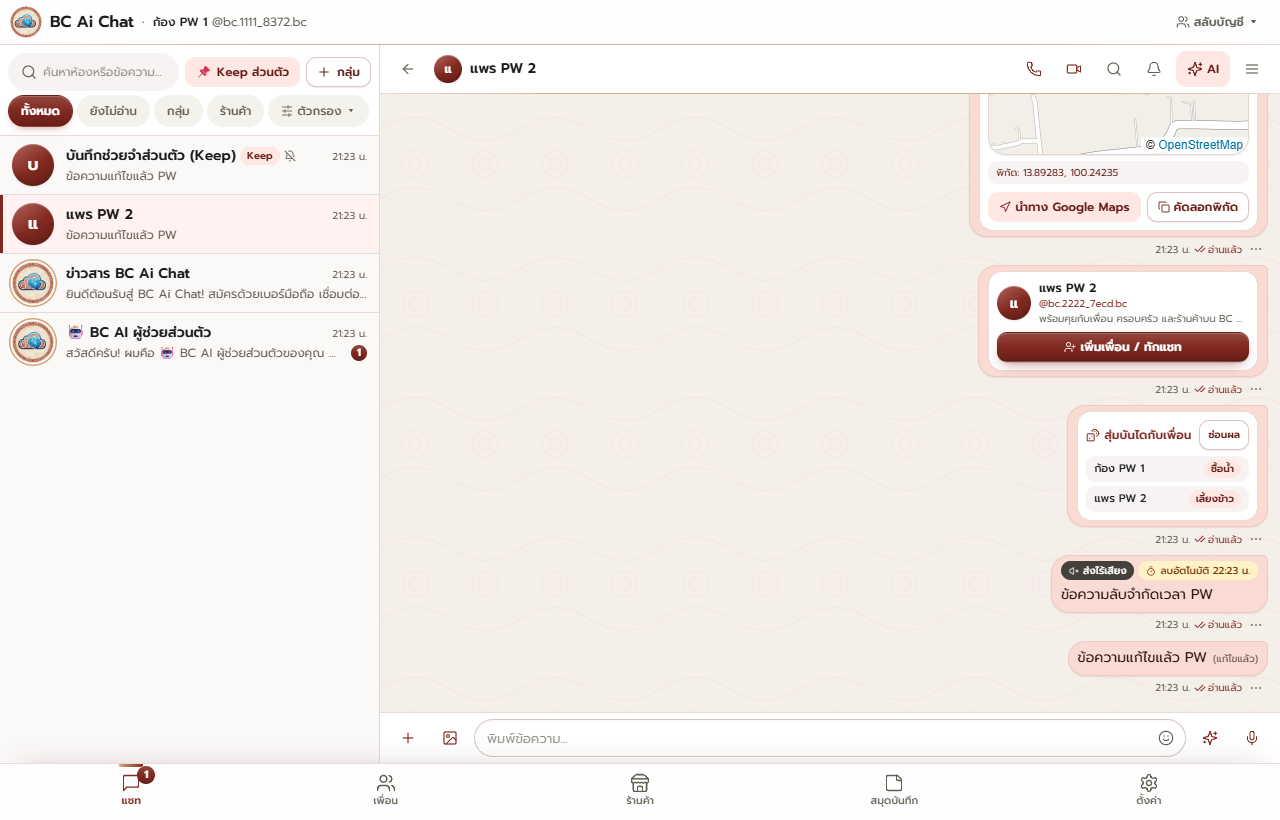 BC Ai Chat · ก้อง PW 1 @bc.1111_8372.bc
สลับบัญชี
ค้นหาห้องหรือข้อความ...
Keep ส่วนตัว
กลุ่ม
ทั้งหมด
ยังไม่อ่าน
กลุ่ม
ร้านค้า
ตัวกรอง
บ
บันทึกช่วยจำส่วนตัว (Keep) Keep
21:23 น.
ข้อความแก้ไขแล้ว PW
แ
แพร PW 2
21:23 น.
ข้อความแก้ไขแล้ว PW
ข่าวสาร BC Ai Chat
21:23 น.
ยินดีต้อนรับสู่ BC Ai Chat! สมัครด้วยเบอร์มือถือ เชื่อมต่อ...
BC AI ผู้ช่วยส่วนตัว
21:23 น.
สวัสดีครับ! ผมคือ 🤖 BC AI ผู้ช่วยส่วนตัวของคุณ ...
1
แ
แพร PW 2
AI
© OpenStreetMap
พิกัด: 13.89283, 100.24235
นำทาง Google Maps
คัดลอกพิกัด
21:23 น. อ่านแล้ว
แ
แพร PW 2
@bc.2222_7ecd.bc
พร้อมคุยกับเพื่อน ครอบครัว และร้านค้าบน BC ...
เพิ่มเพื่อน / ทักแชท
21:23 น. อ่านแล้ว
สุ่มบันไดกับเพื่อน
ซ่อนผล
ก้อง PW 1
ซื้อน้ำ
แพร PW 2
เลี้ยงข้าว
21:23 น. อ่านแล้ว
ส่งไร้เสียง
ลบอัตโนมัติ 22:23 น.
ข้อความลับจำกัดเวลา PW
21:23 น. อ่านแล้ว
ข้อความแก้ไขแล้ว PW (แก้ไขแล้ว)
21:23 น. อ่านแล้ว
พิมพ์ข้อความ...
1
แชท
เพื่อน
ร้านค้า
สมุดบันทึก
ตั้งค่า